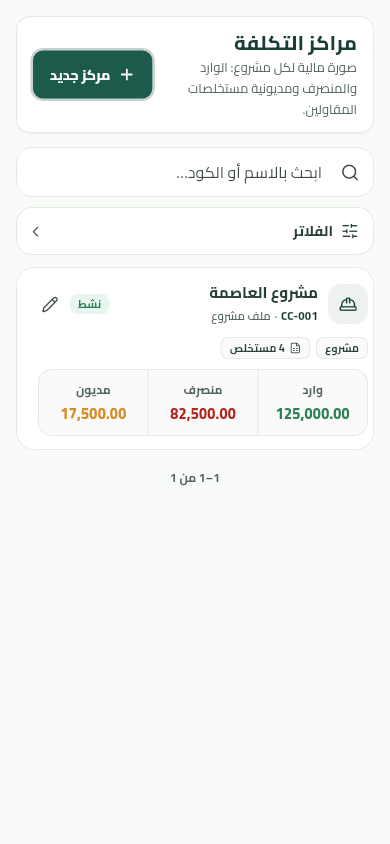 مراكز التكلفة
صورة مالية لكل مشروع: الوارد
والمنصرف ومديونية مستخلصات
المقاولين.
مركز جديد
ابحث بالاسم أو الكود...
الفلاتر
مشروع العاصمة
CC-001 · ملف مشروع
نشط
مشروع
4 مستخلص
وارد
125,000.00
منصرف
82,500.00
مديون
17,500.00
1–1 من 1